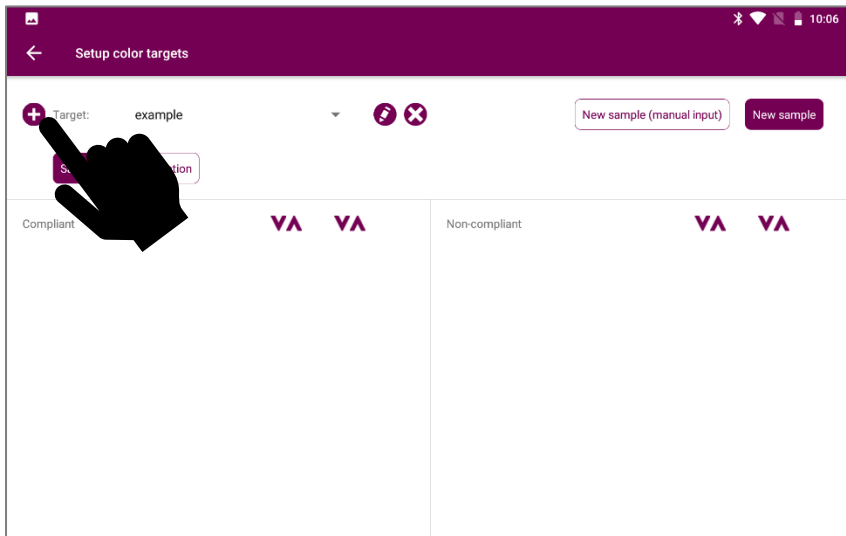 10:06
Setup color targets
Target: example New sample (manual input) New sample
Compliant Non-compliant